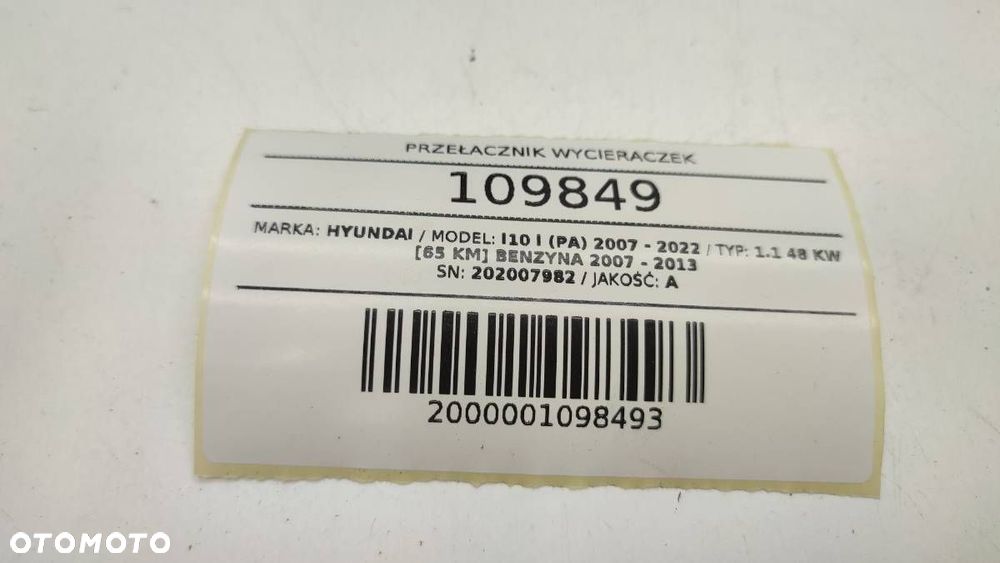 PRZEŁACZNIK WYCIERACZEK
109849
MARKA: HYUNDAI / MODEL: I10 I (PA) 2007 - 2022 / TYP: 1.1 48 KW
[65 KM] BENZYNA 2007 - 2013
SN: 202007982 / JAKOŚĆ: A
2000001098493
OTOMOTO